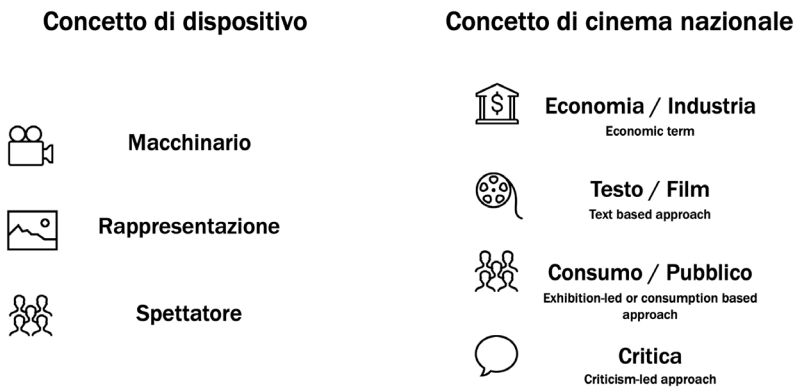 Concetto di dispositivo
Macchinario
Rappresentazione
Spettatore
Concetto di cinema nazionale
$
Economia / Industria
Economic term
Testo / Film
Text based approach
Consumo / Pubblico
Exhibition-led or consumption based
approach
Critica
Criticism-led approach